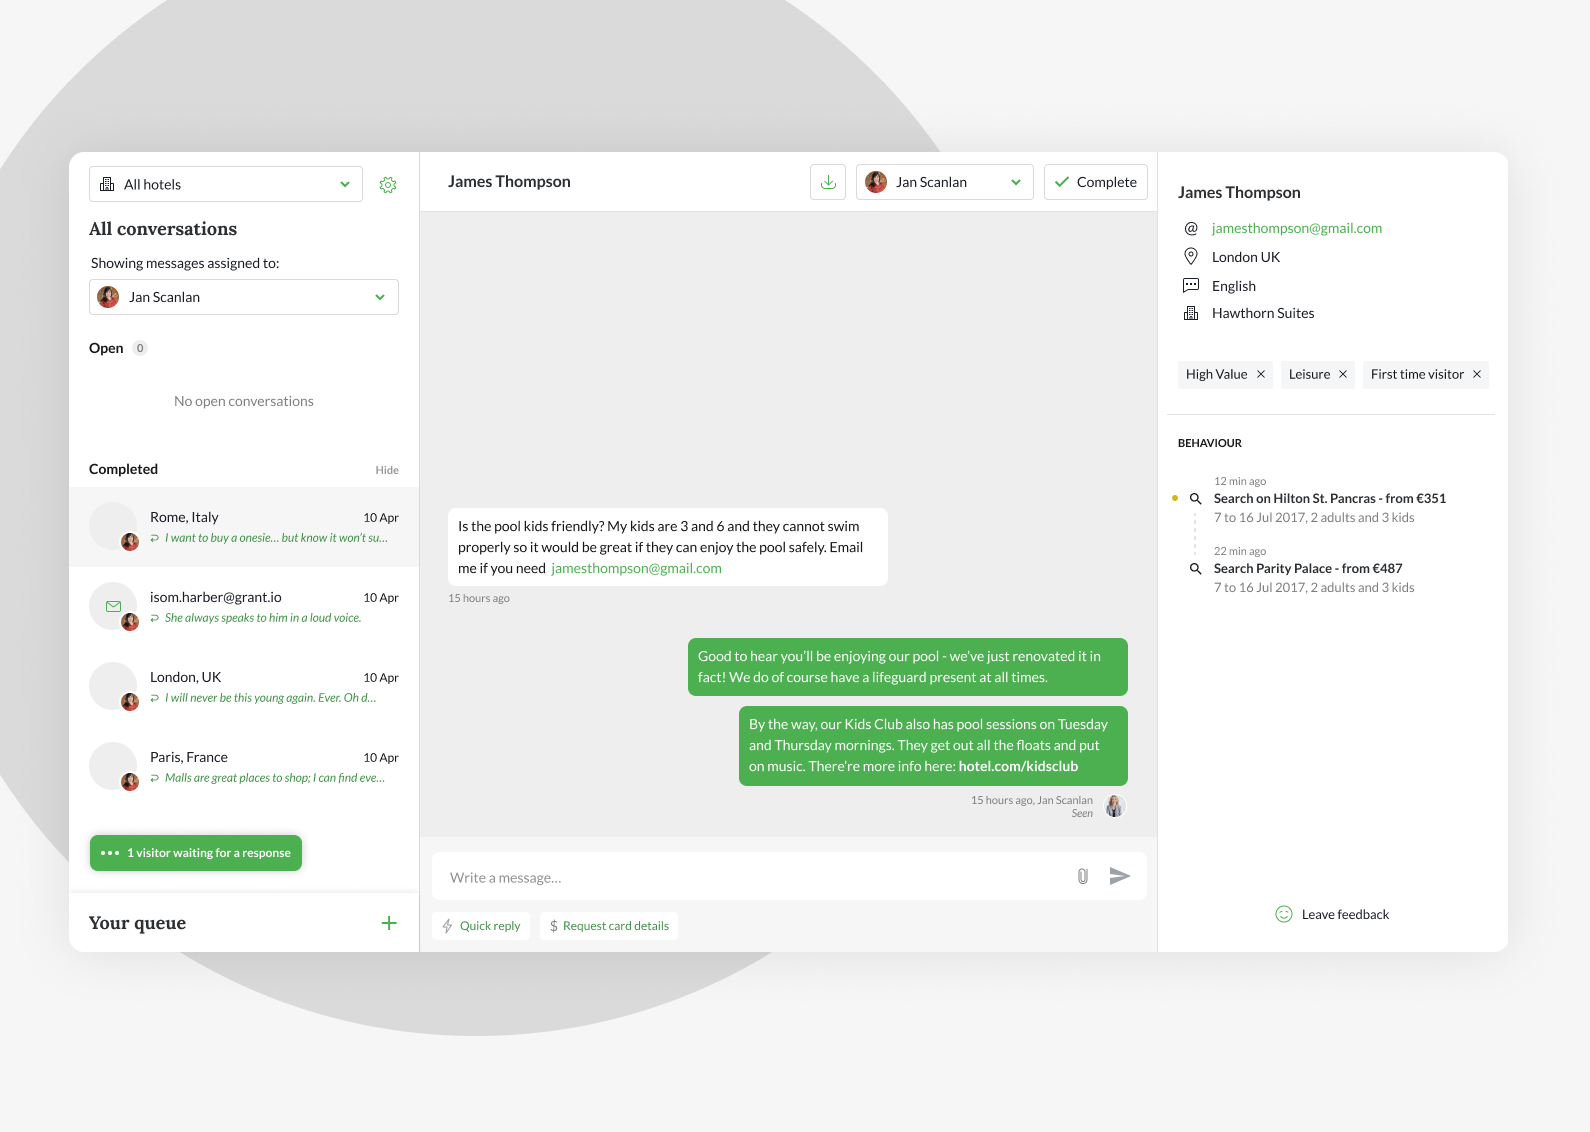 All hotels
All conversations
Showing messages assigned to:
Jan Scanlan
Open 0
No open conversations
Completed Hide
Rome, Italy 10 Apr
I want to buy a onesie… but know it won't su…
isom.harber@grant.io 10 Apr
She always speaks to him in a loud voice.
London, UK 10 Apr
I will never be this young again. Ever. Oh d…
Paris, France 10 Apr
Malls are great places to shop; I can find eve…
1 visitor waiting for a response
Your queue
James Thompson
Jan Scanlan
Complete
Is the pool kids friendly? My kids are 3 and 6 and they cannot swim
properly so it would be great if they can enjoy the pool safely. Email
me if you need jamesthompson@gmail.com
15 hours ago
Good to hear you'll be enjoying our pool - we've just renovated it in
fact! We do of course have a lifeguard present at all times.
By the way, our Kids Club also has pool sessions on Tuesday
and Thursday mornings. They get out all the floats and put
on music. There're more info here: hotel.com/kidsclub
15 hours ago, Jan Scanlan
Seen
Write a message…
Quick reply
$ Request card details
James Thompson
@ jamesthompson@gmail.com
London UK
English
Hawthorn Suites
High Value × Leisure × First time visitor ×
BEHAVIOUR
12 min ago
Search on Hilton St. Pancras - from €351
7 to 16 Jul 2017, 2 adults and 3 kids
22 min ago
Search Parity Palace - from €487
7 to 16 Jul 2017, 2 adults and 3 kids
Leave feedback